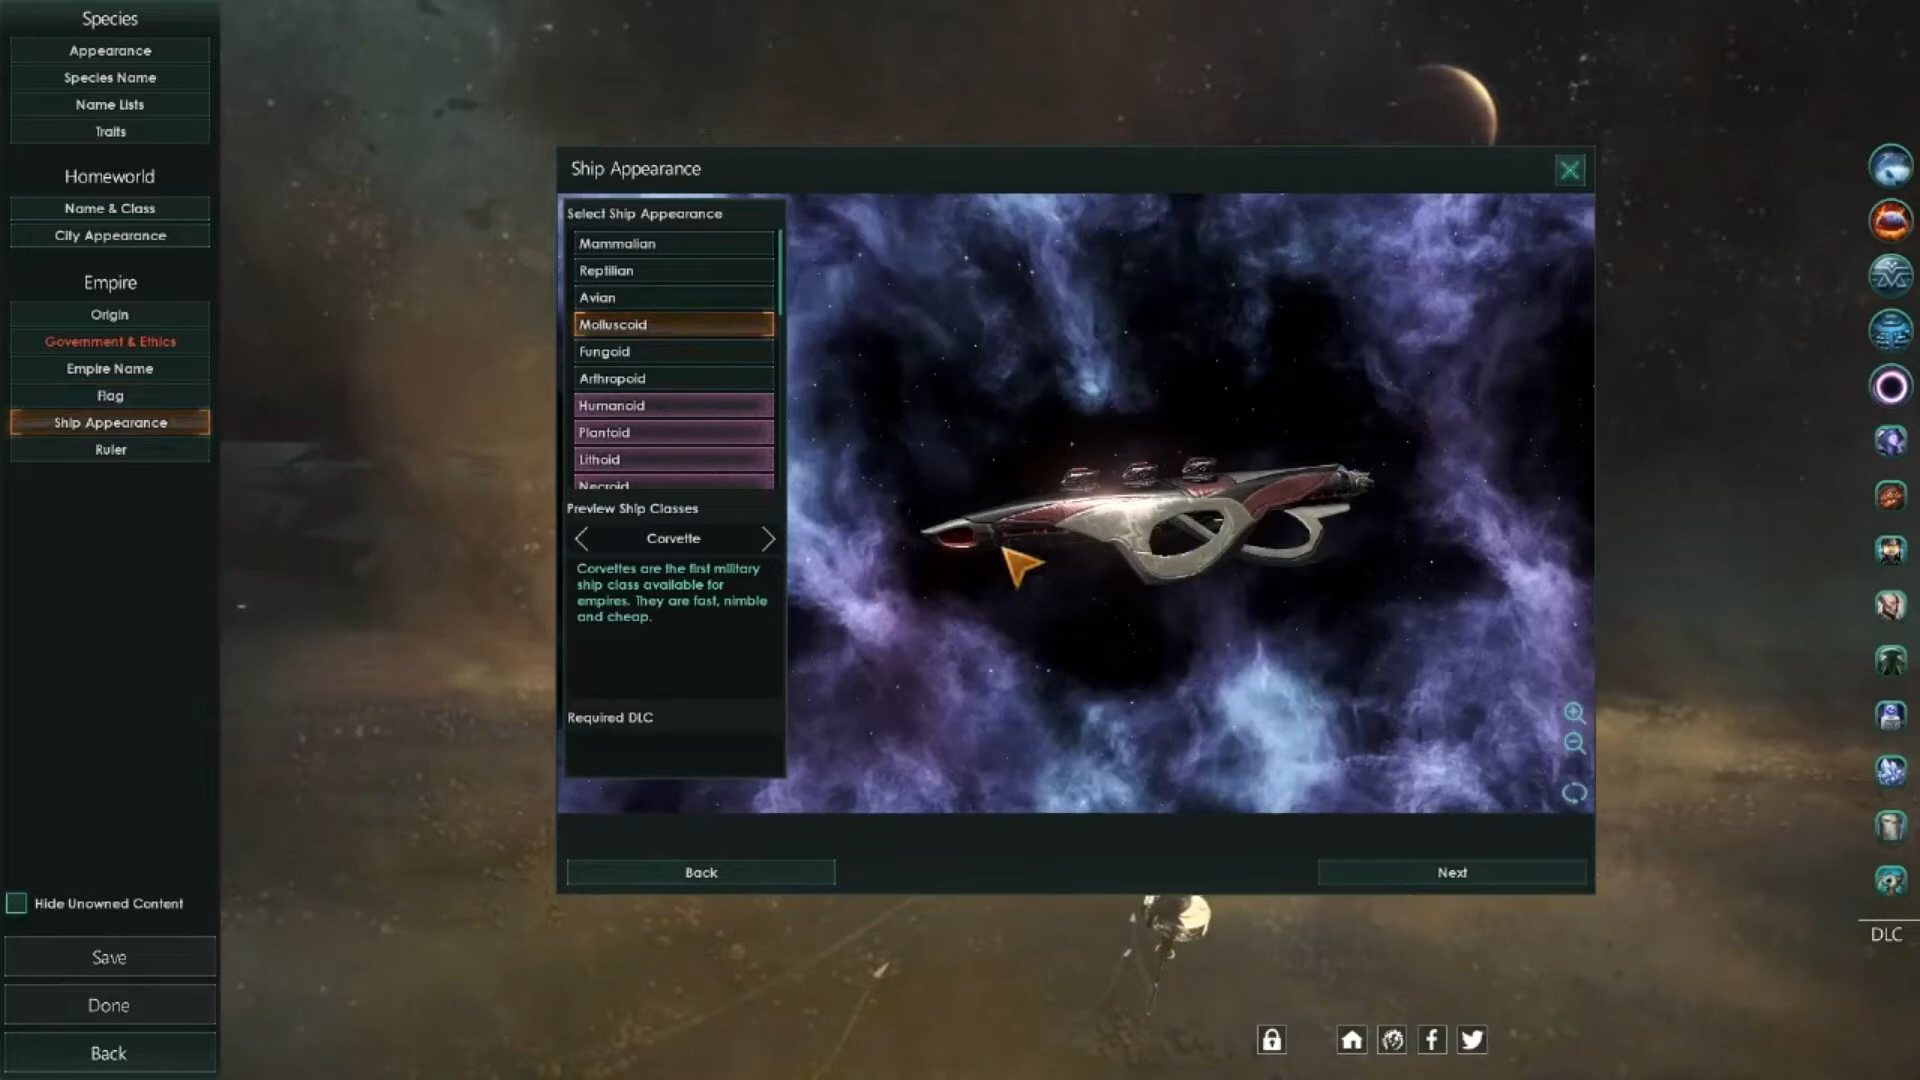 Species
Appearance
Species Name
Name Lists
Traits
Homeworld
Name & Class
City Appearance
Empire
Origin
Government & Ethics
Empire Name
Flag
Ship Appearance
Ruler
Hide Unowned Content
Save
Done
Back
Ship Appearance
Select Ship Appearance
Mammalian
Reptilian
Avian
Molluscoid
Fungoid
Arthropoid
Humanoid
Plantoid
Lithoid
Necroid
Preview Ship Classes
Corvette
Corvettes are the first military
ship class available for
empires. They are fast, nimble
and cheap.
Required DLC
Back
Next
DLC